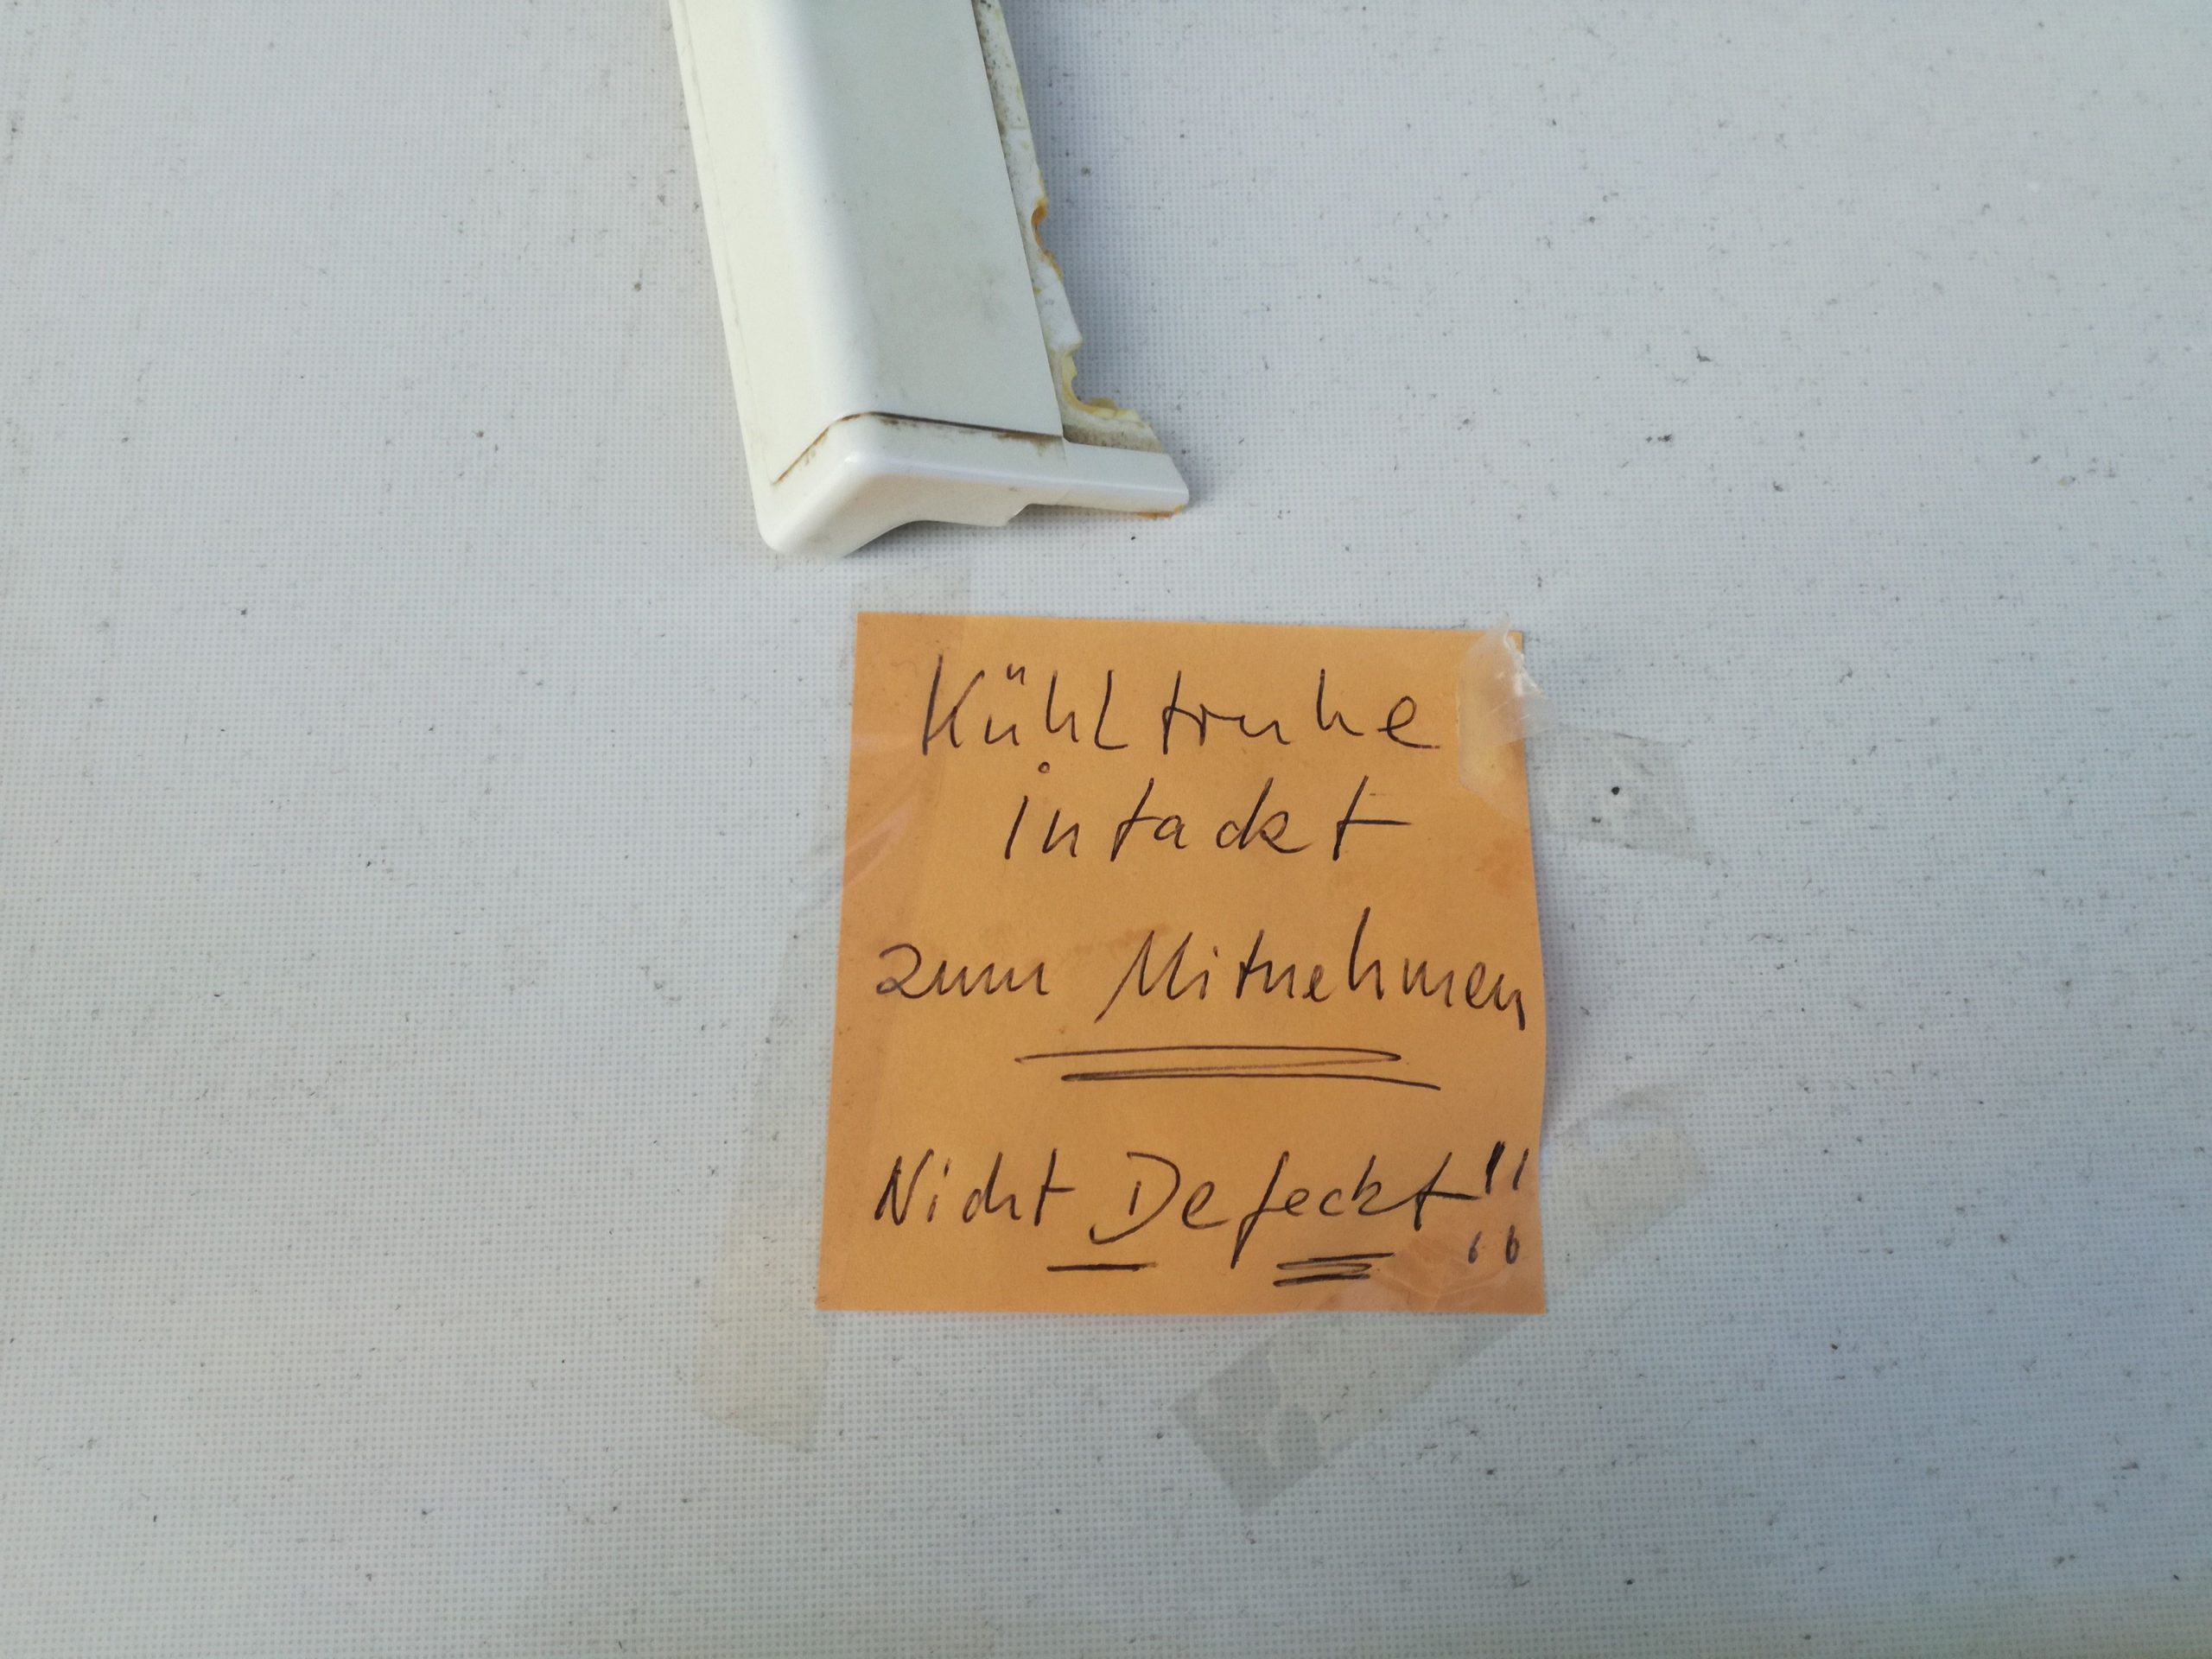 Kühltruhe
intackt
zum Mitnehmen
Nicht Defeckt!!